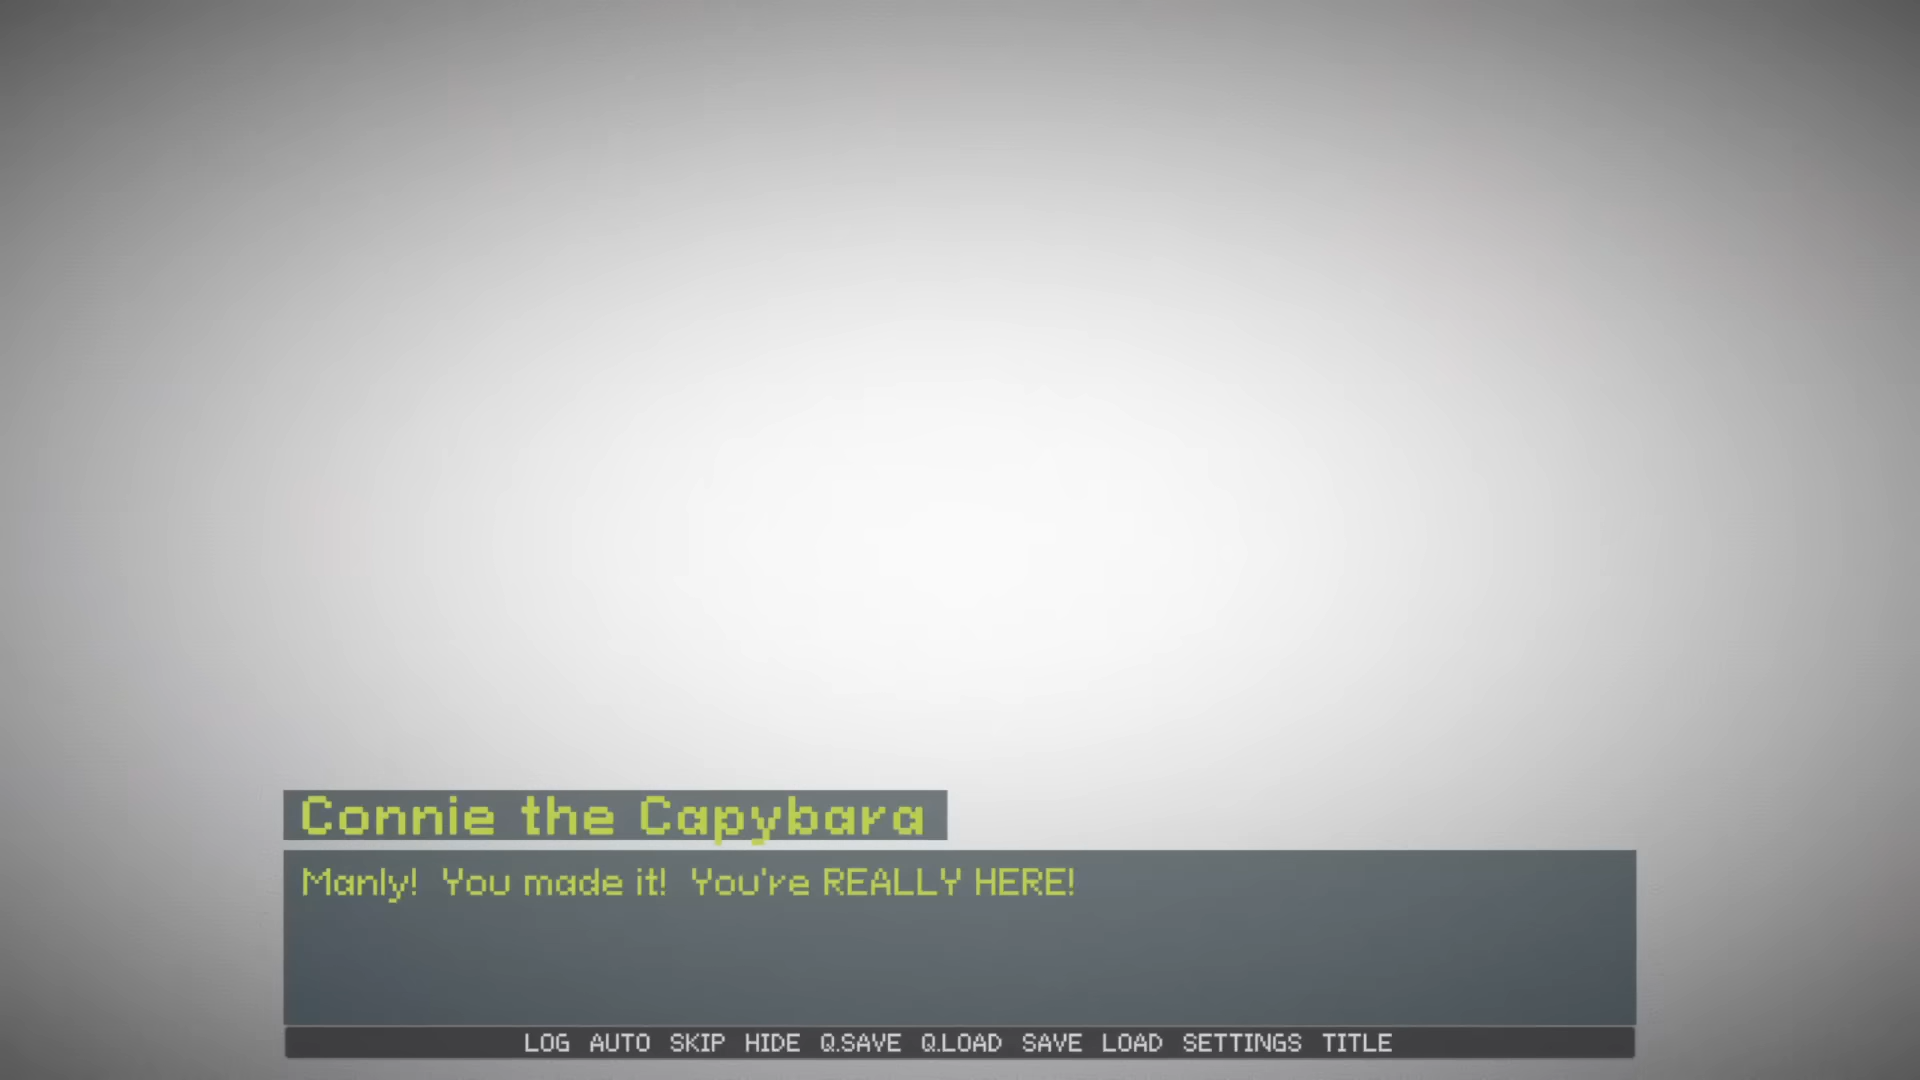 Connie the Capybara
Manly!  You made it!  You're REALLY HERE!
LOG AUTO SKIP HIDE Q.SAVE Q.LOAD SAVE LOAD SETTINGS TITLE